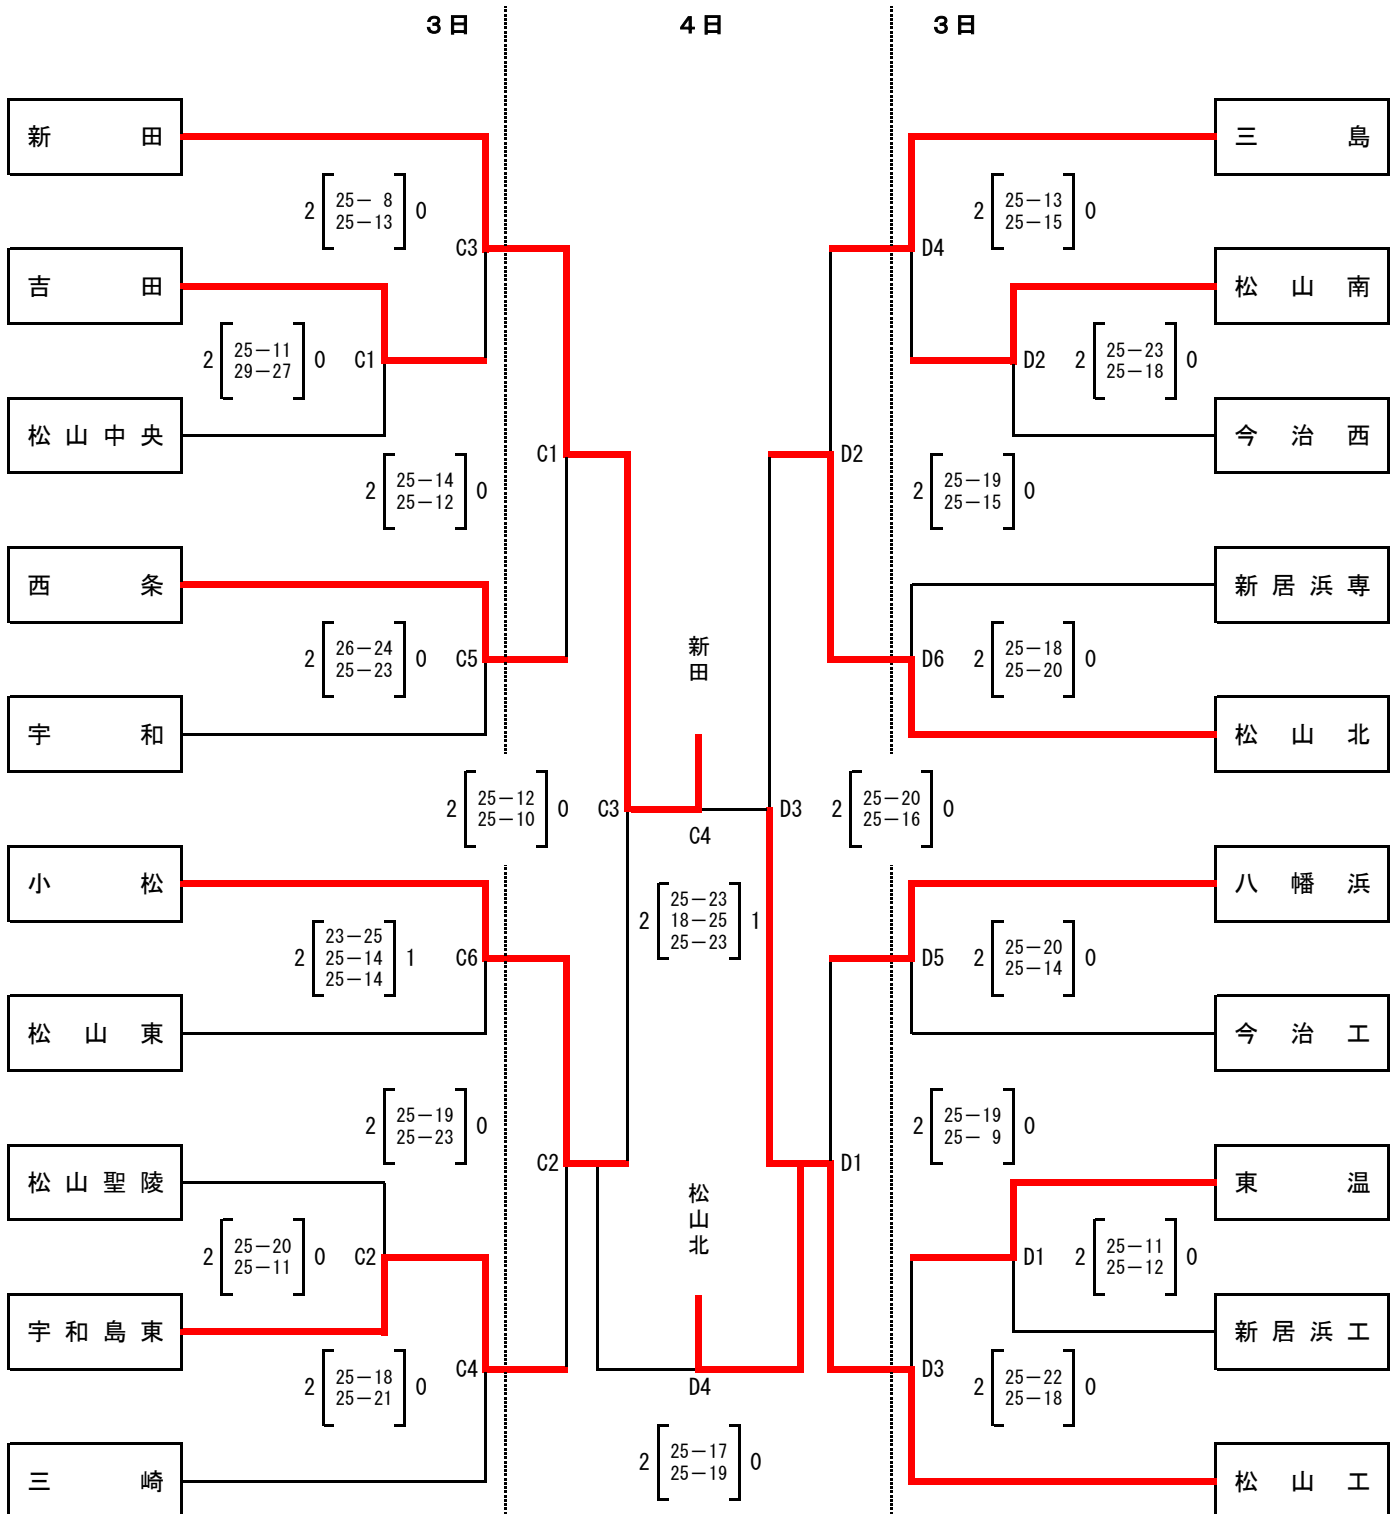 ３日
４日
３日
新田
三島
2 25－ 8 0
25－13
2 25－13 0
25－15
C3
D4
吉田
松山南
2 25－11 0
29－27
C1
D2
2 25－23 0
25－18
松山中央
今治西
C1
D2
2 25－14 0
25－12
2 25－19 0
25－15
西条
新居浜専
2 26－24 0
25－23
C5
新田
D6
2 25－18 0
25－20
宇和
松山北
2 25－12 0
25－10
C3
C4
D3
2 25－20 0
25－16
小松
八幡浜
2 25－23 1
18－25
25－23
2 23－25 1
25－14
25－14
C6
D5
2 25－20 0
25－14
松山東
今治工
2 25－19 0
25－23
2 25－19 0
25－ 9
C2
D1
松山聖陵
松山北
東温
2 25－20 0
25－11
C2
D1
2 25－11 0
25－12
宇和島東
新居浜工
2 25－18 0
25－21
C4
D4
D3
2 25－22 0
25－18
2 25－17 0
25－19
三崎
松山工